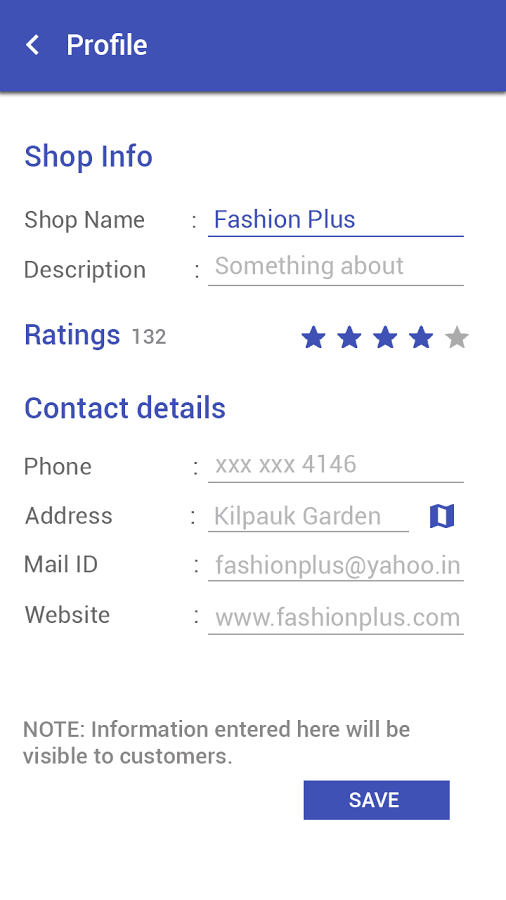 Profile
Shop Info
Shop Name : Fashion Plus
Description : Something about
Ratings 132
Contact details
Phone : xxx xxx 4146
Address : Kilpauk Garden
Mail ID : fashionplus@yahoo.in
Website : www.fashionplus.com
NOTE: Information entered here will be
visible to customers.
SAVE